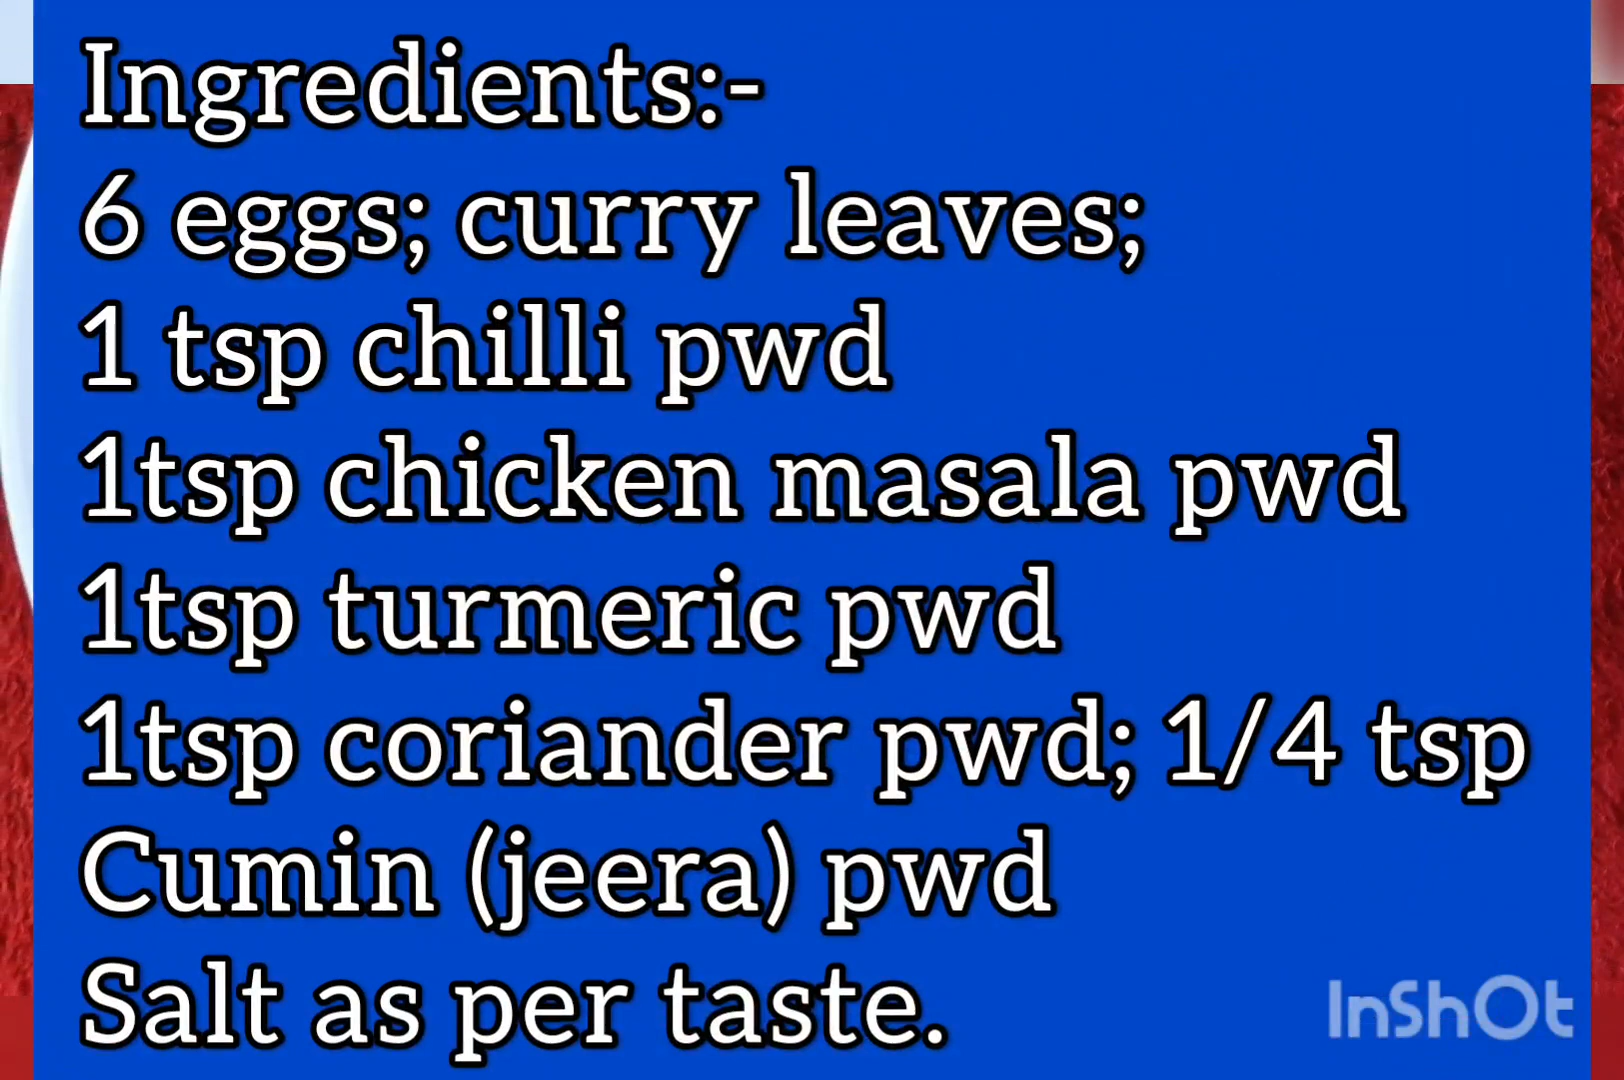 Ingredients:-
6 eggs; curry leaves;
1 tsp chilli pwd
1tsp chicken masala pwd
1tsp turmeric pwd
1tsp coriander pwd; 1/4 tsp
Cumin (jeera) pwd
Salt as per taste.
InShOt